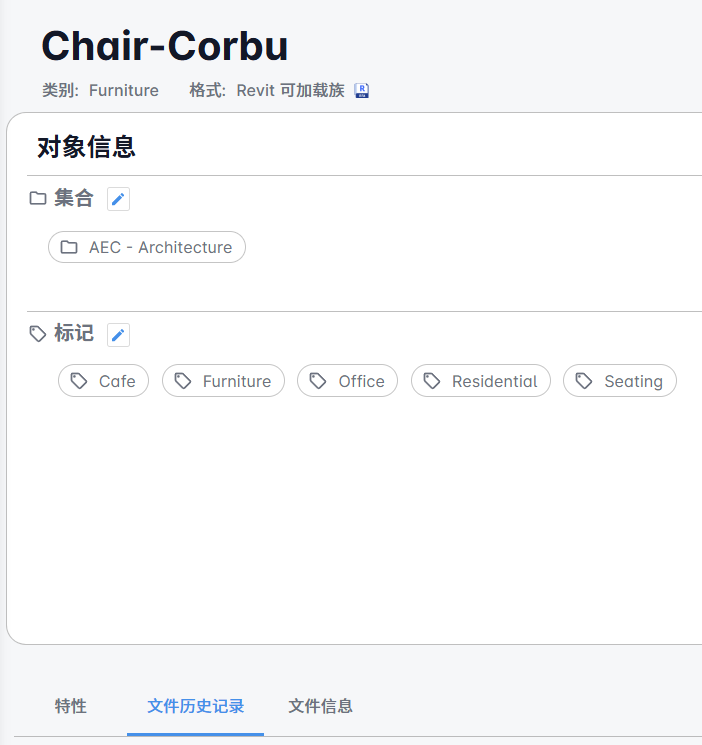 Chair-Corbu
类别: Furniture 格式: Revit 可加载族
对象信息
集合
AEC - Architecture
标记
Cafe Furniture Office Residential Seating
特性 文件历史记录 文件信息